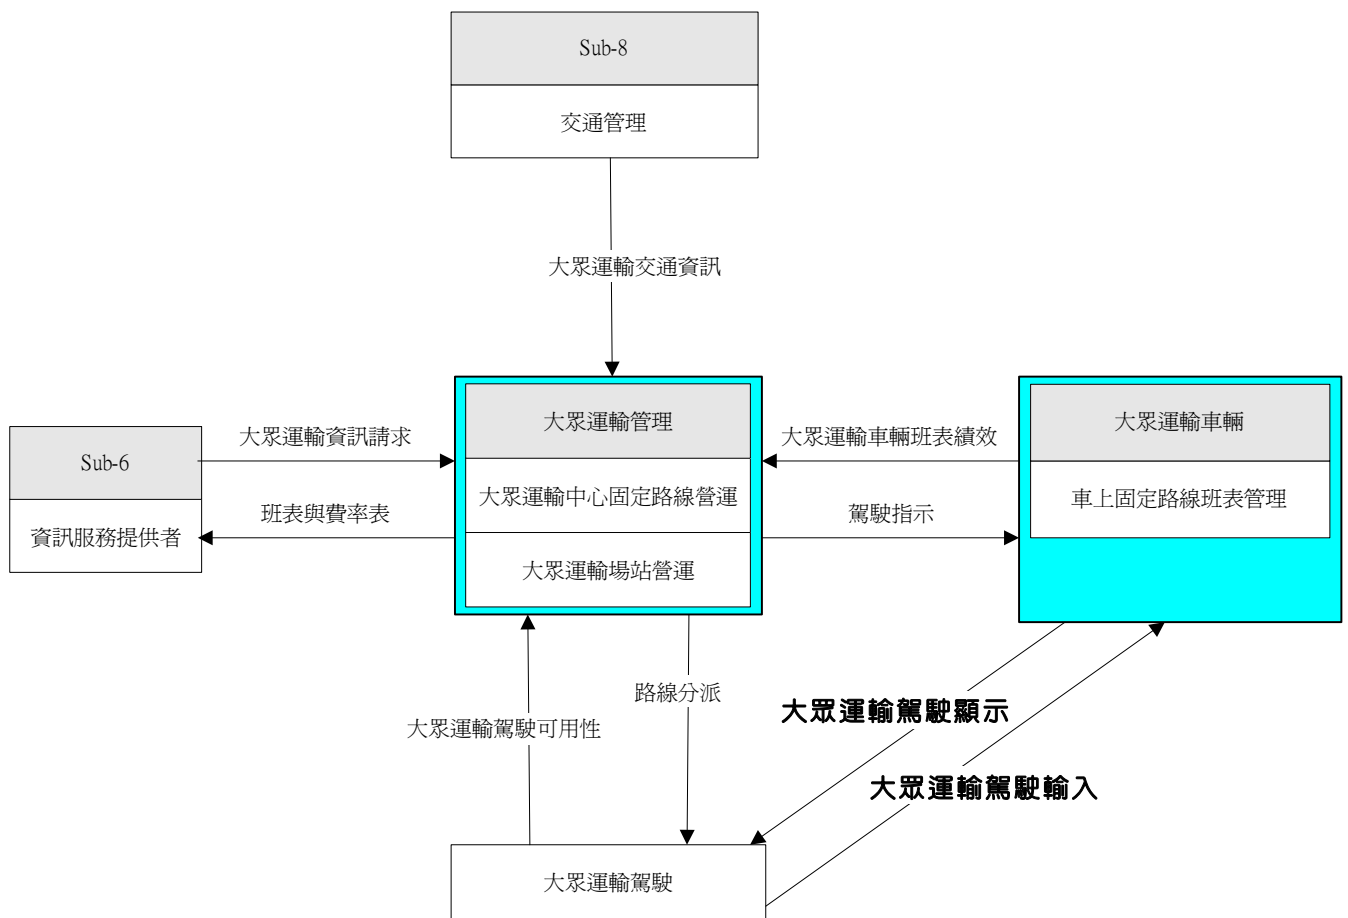 Sub-8
交通管理
大眾運輸交通資訊
大眾運輸管理
大眾運輸中心固定路線營運
大眾運輸場站營運
大眾運輸車輛
車上固定路線班表管理
Sub-6
資訊服務提供者
大眾運輸資訊請求
班表與費率表
大眾運輸車輛班表績效
駕駛指示
路線分派
大眾運輸駕駛可用性
大眾運輸駕駛顯示
大眾運輸駕駛輸入
大眾運輸駕駛